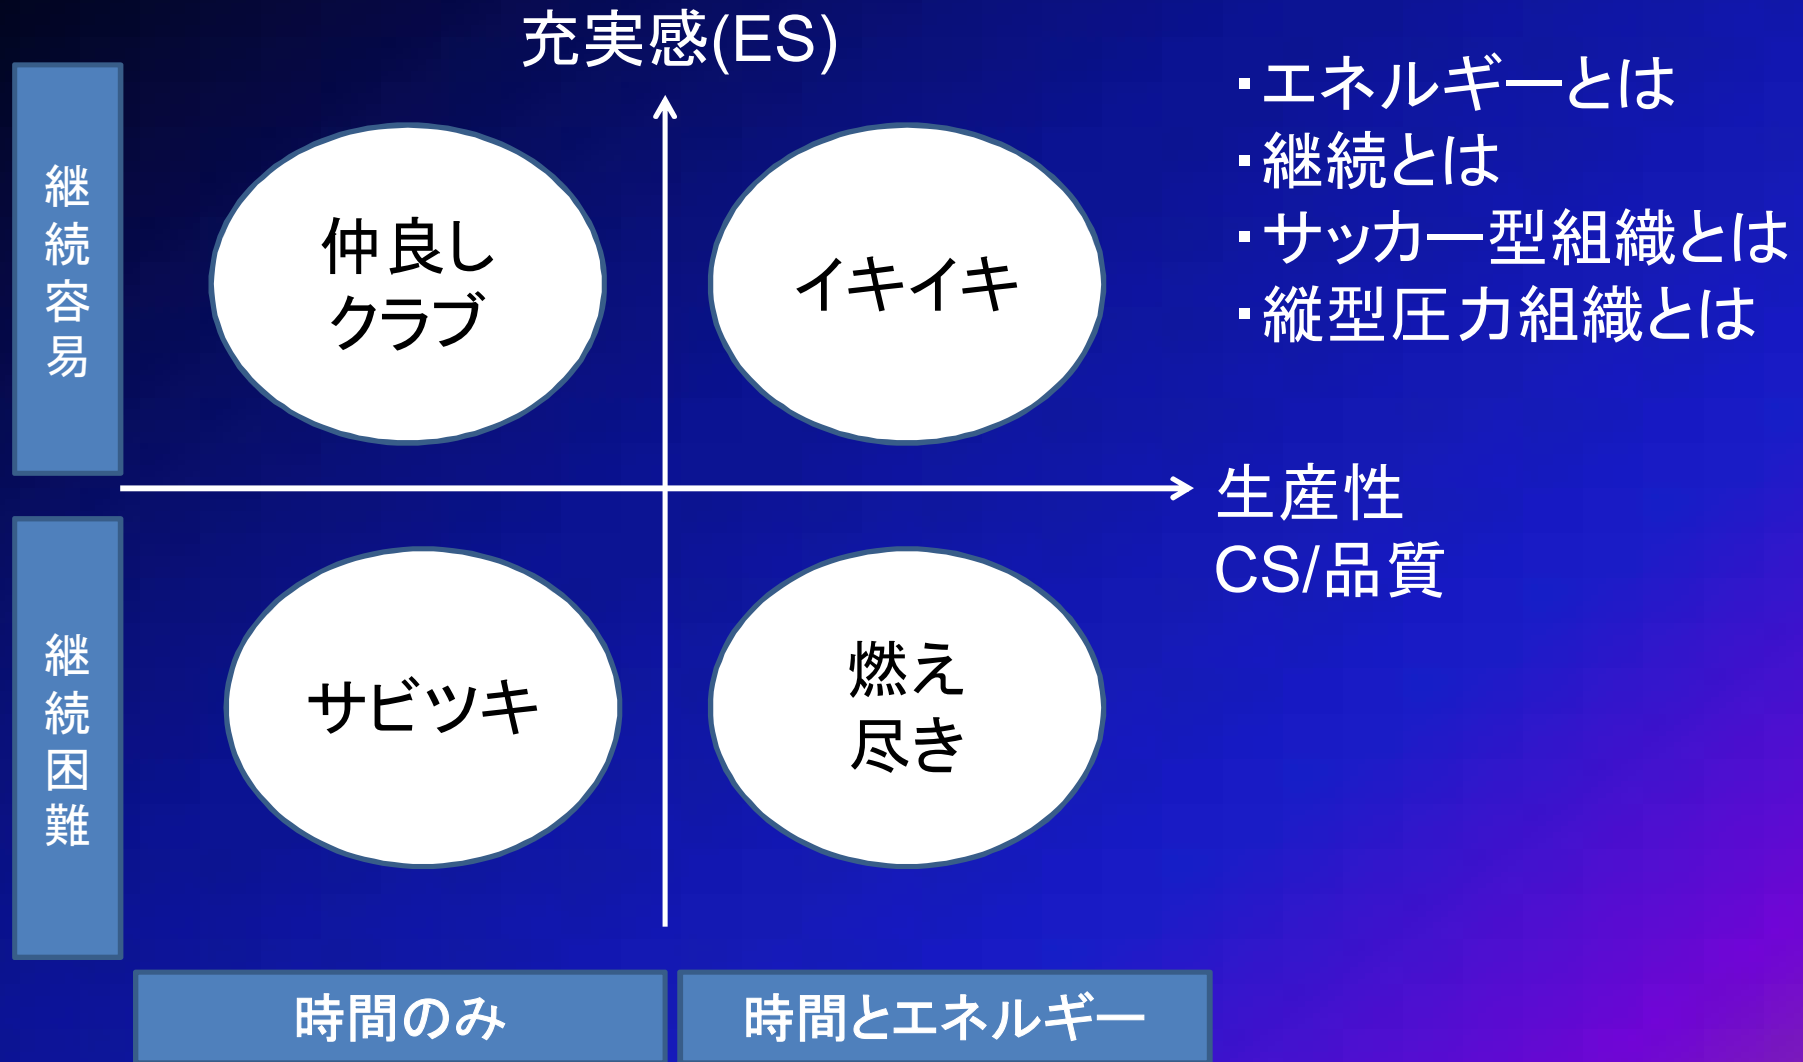 充実感(ES)
・エネルギーとは
・継続とは
・サッカー型組織とは
・縦型圧力組織とは
継続容易
仲良し
クラブ
イキイキ
生産性
CS/品質
継続困難
サビツキ
燃え
尽き
時間のみ
時間とエネルギー